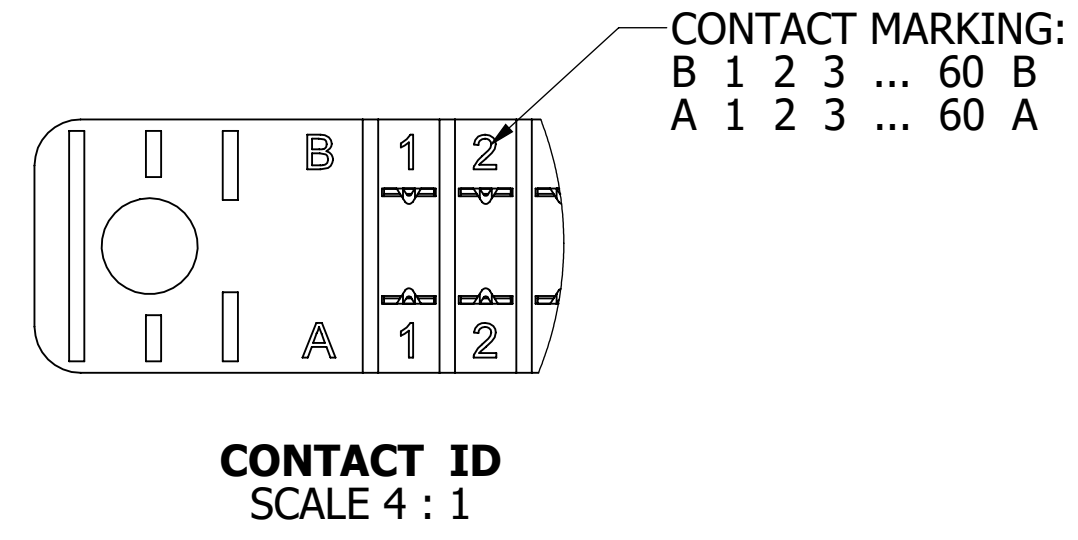 CONTACT MARKING:
B 1 2 3 ... 60 B
A 1 2 3 ... 60 A
B 1 2
A 1 2
CONTACT ID
SCALE 4 : 1